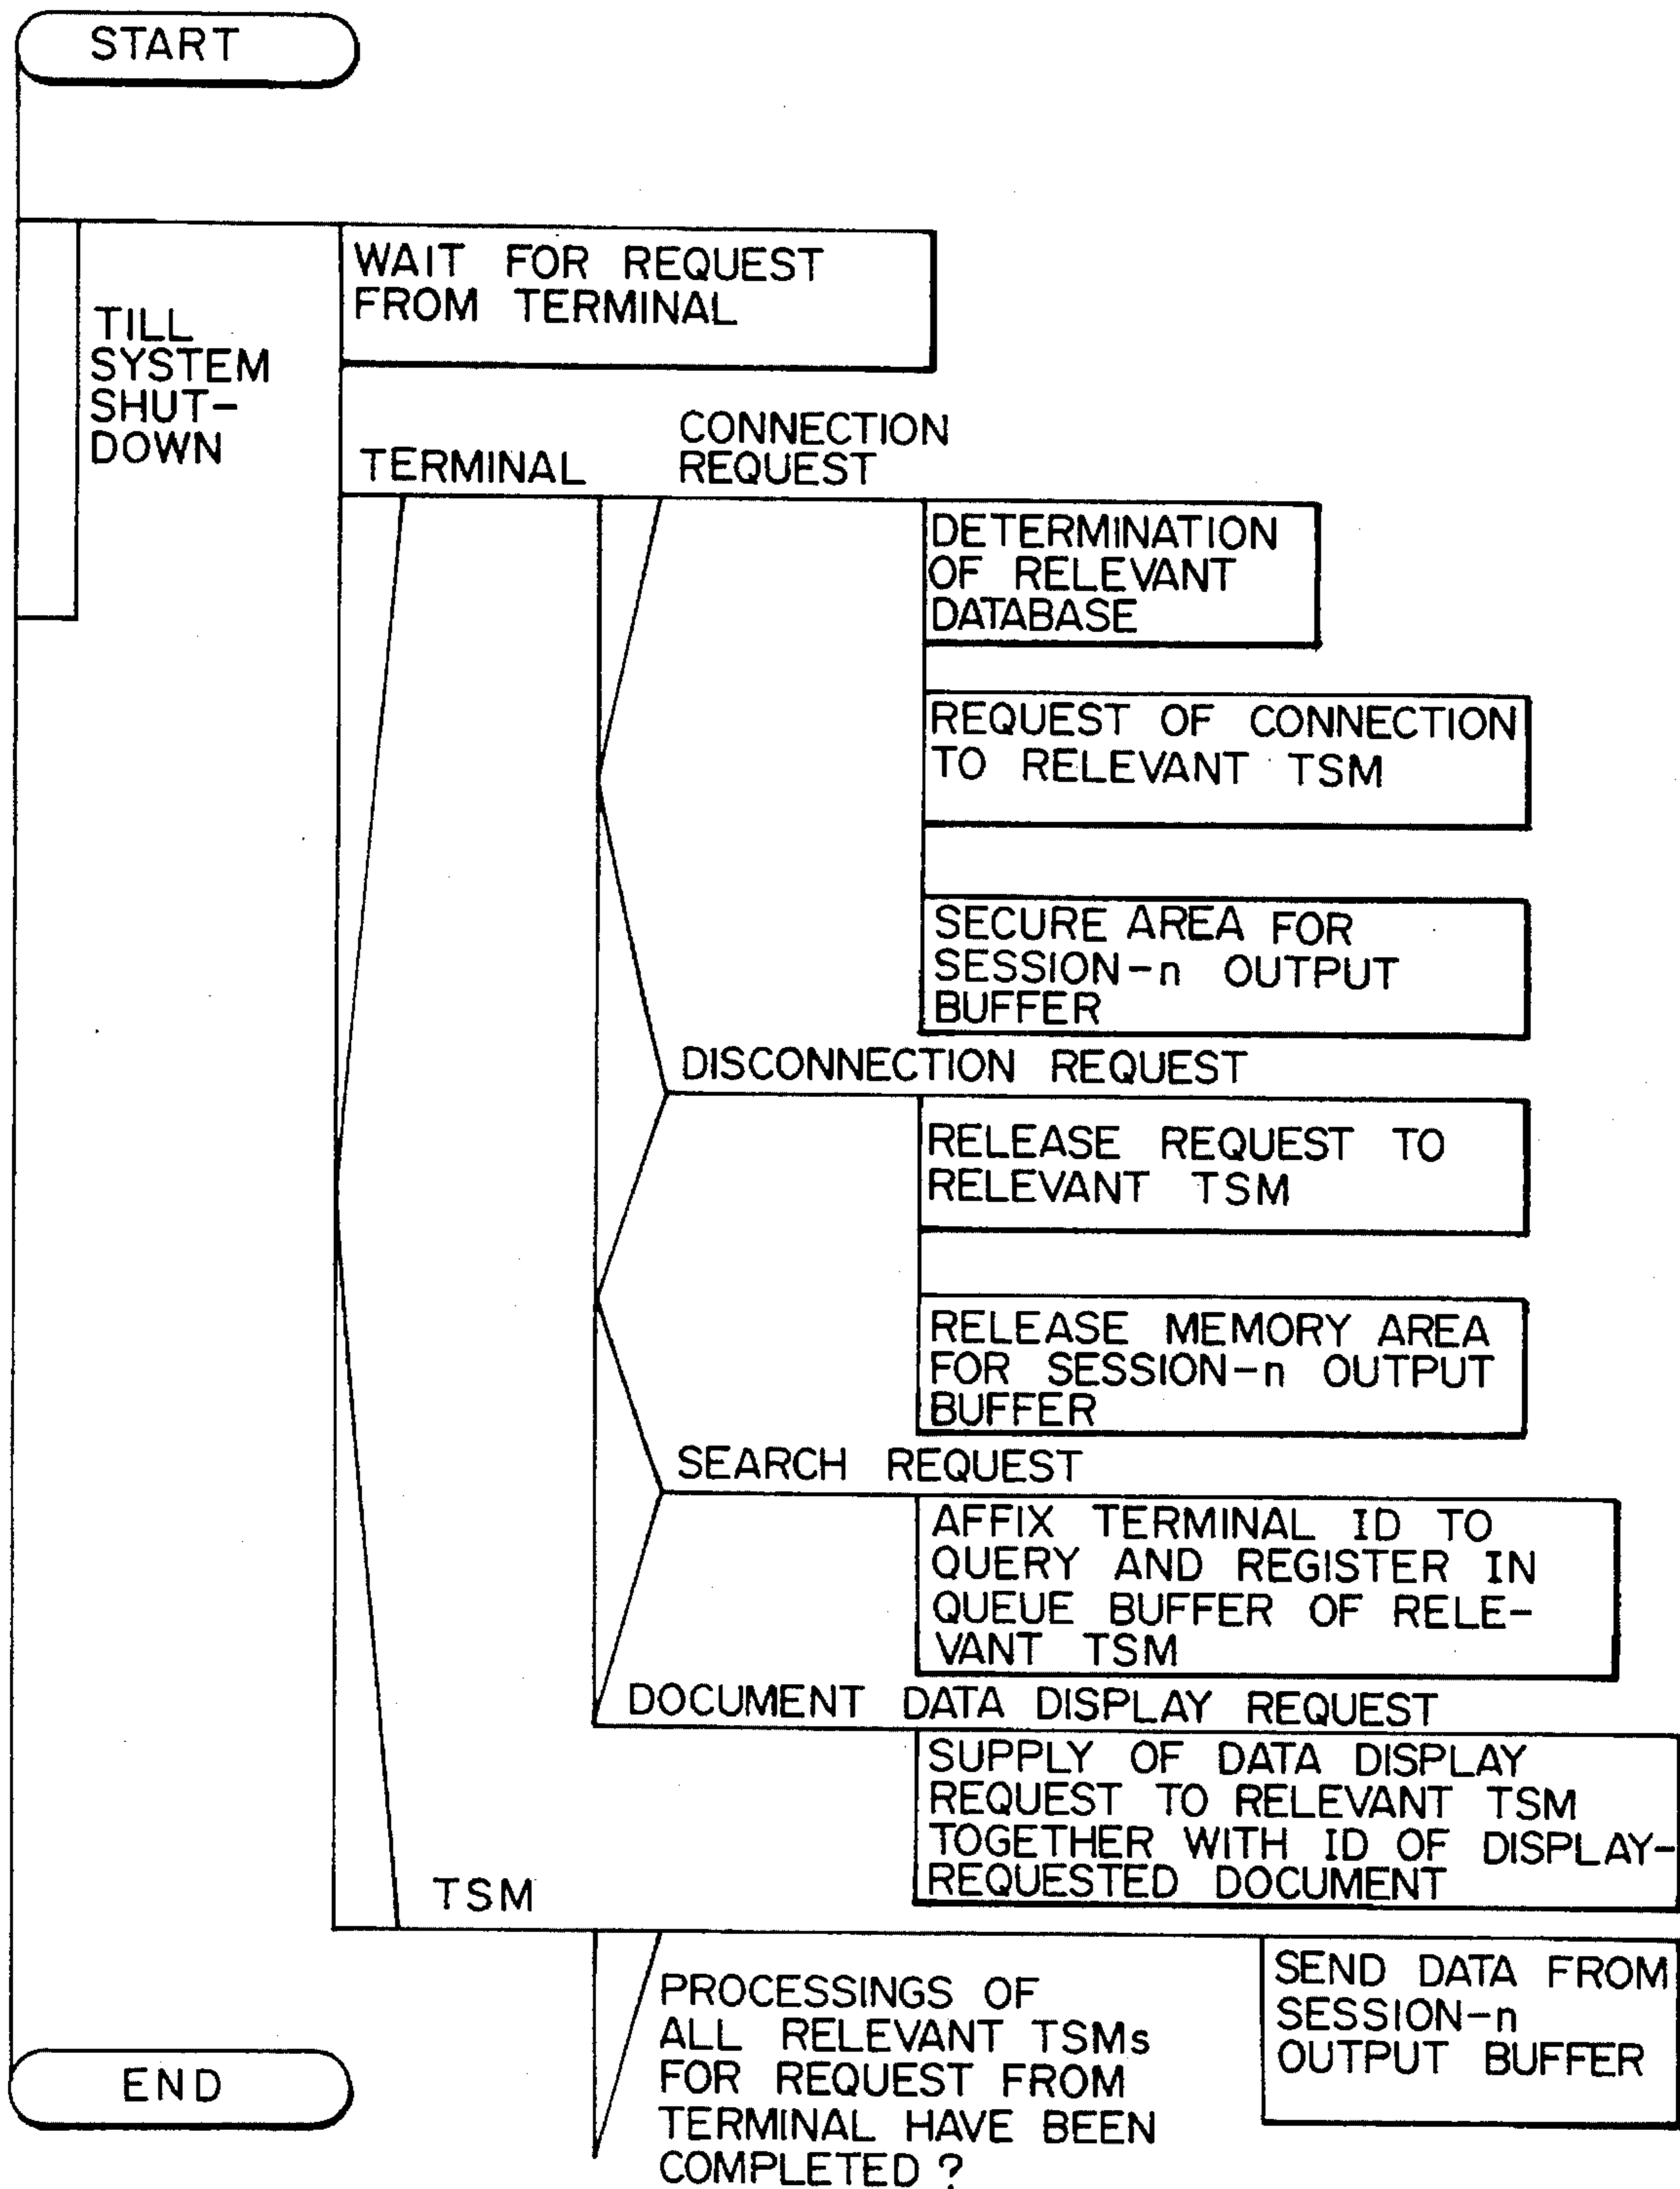 START
WAIT FOR REQUEST
FROM TERMINAL
TILL
SYSTEM
SHUT-
DOWN
TERMINAL
CONNECTION
REQUEST
DETERMINATION
OF RELEVANT
DATABASE
REQUEST OF CONNECTION
TO RELEVANT TSM
SECURE AREA FOR
SESSION-n OUTPUT
BUFFER
DISCONNECTION REQUEST
RELEASE REQUEST TO
RELEVANT TSM
RELEASE MEMORY AREA
FOR SESSION-n OUTPUT
BUFFER
SEARCH REQUEST
AFFIX TERMINAL ID TO
QUERY AND REGISTER IN
QUEUE BUFFER OF RELE-
VANT TSM
DOCUMENT DATA DISPLAY REQUEST
SUPPLY OF DATA DISPLAY
REQUEST TO RELEVANT TSM
TOGETHER WITH ID OF DISPLAY-
REQUESTED DOCUMENT
TSM
PROCESSINGS OF
ALL RELEVANT TSMs
FOR REQUEST FROM
TERMINAL HAVE BEEN
COMPLETED ?
SEND DATA FROM
SESSION-n
OUTPUT BUFFER
END